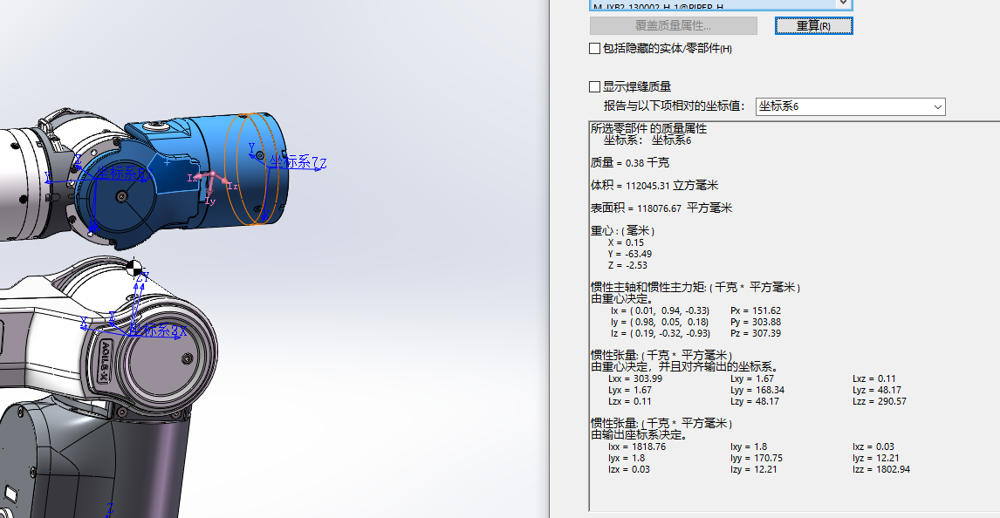 M_JXB2_130002_H_1@PIPER_H
覆盖质量属性...
重算(R)
包括隐藏的实体/零部件(H)
显示焊缝质量
报告与以下项相对的坐标值:
坐标系6
所选零部件 的质量属性
坐标系： 坐标系6
质量 = 0.38 千克
体积 = 112045.31 立方毫米
表面积 = 118076.67 平方毫米
重心 : ( 毫米 )
X = 0.15
Y = -63.49
Z = -2.53
惯性主轴和惯性主力矩: ( 千克 * 平方毫米 )
由重心决定。
Ix = ( 0.01, 0.94, -0.33) Px = 151.62
Iy = ( 0.98, 0.05, 0.18) Py = 303.88
Iz = ( 0.19, -0.32, -0.93) Pz = 307.39
惯性张量: ( 千克 * 平方毫米 )
由重心决定，并且对齐输出的坐标系。
Lxx = 303.99 Lxy = 1.67 Lxz = 0.11
Lyx = 1.67 Lyy = 168.34 Lyz = 48.17
Lzx = 0.11 Lzy = 48.17 Lzz = 290.57
惯性张量: ( 千克 * 平方毫米 )
由输出座标系决定。
Ixx = 1818.76 Ixy = 1.8 Ixz = 0.03
Iyx = 1.8 Iyy = 170.75 Iyz = 12.21
Izx = 0.03 Izy = 12.21 Izz = 1802.94
Y
坐标系7Z
Z
坐标系
Y
Ix
Iz
Iy
ZY
X
坐标系2X
AGILE·X
Z